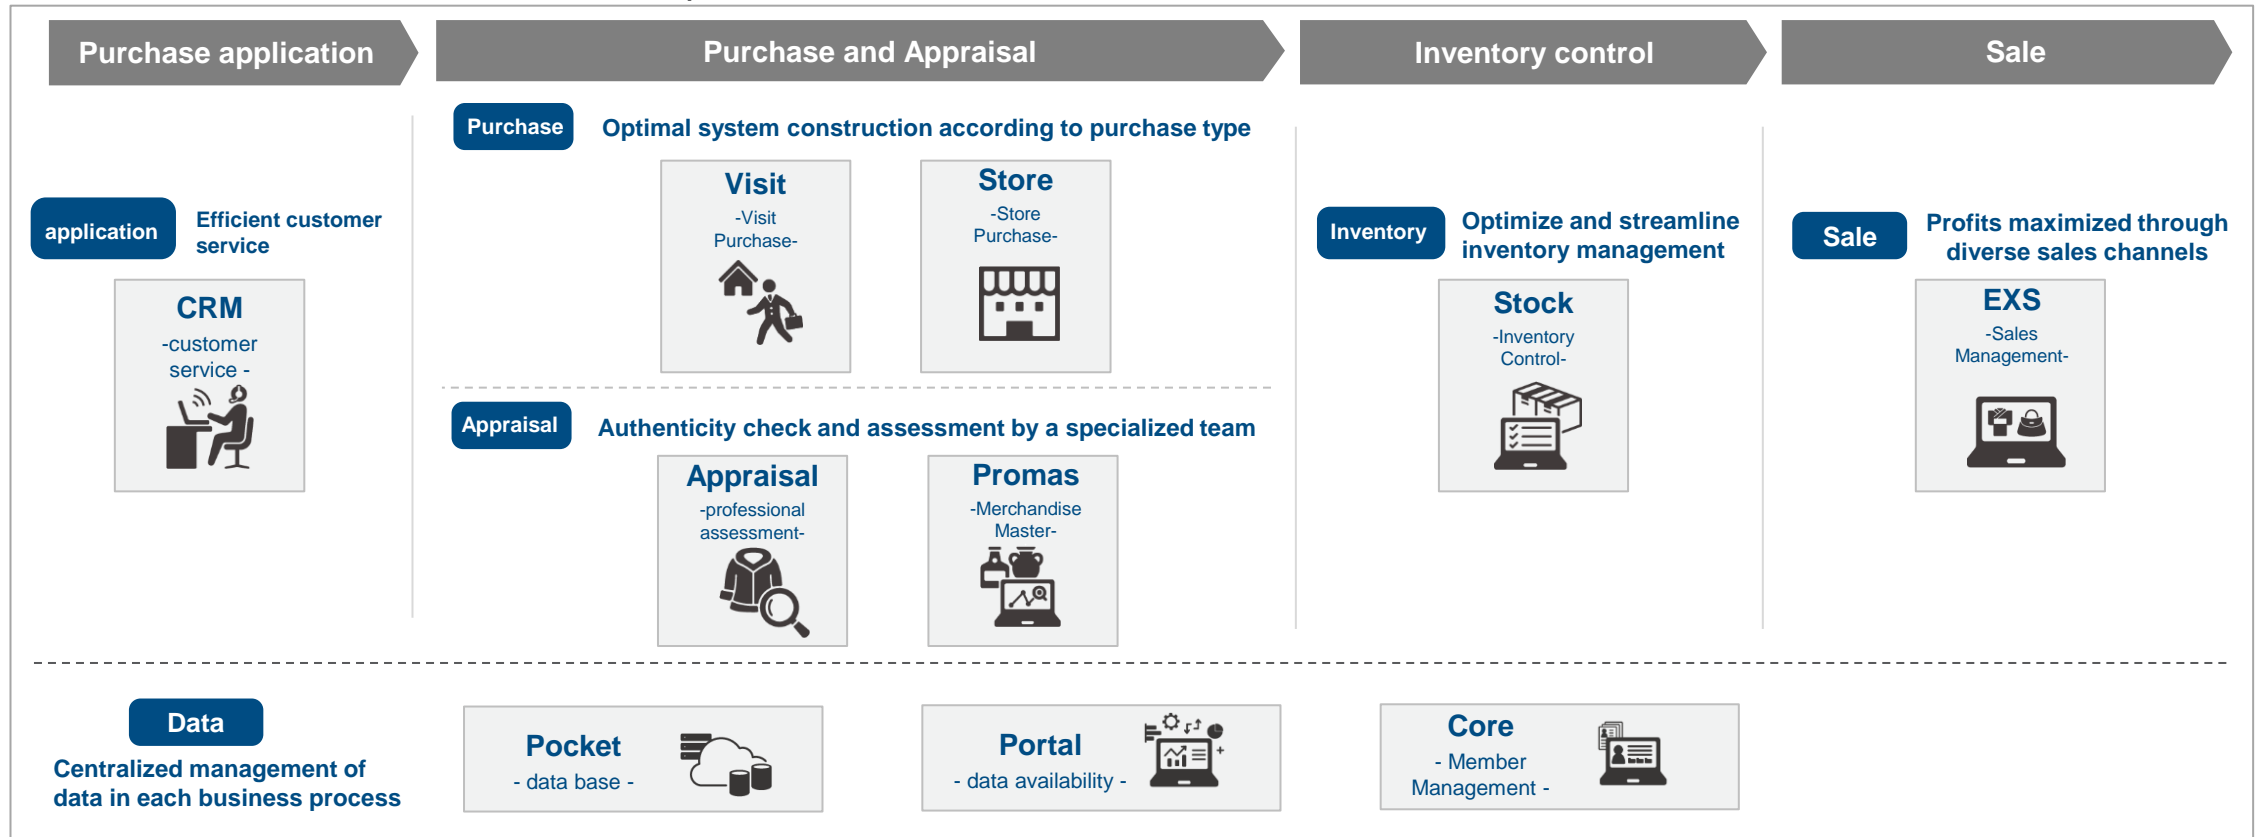 Purchase application
Purchase and Appraisal
Inventory control
Sale
application
Efficient customer
service
CRM
-customer
service -
Purchase
Optimal system construction according to purchase type
Visit
-Visit
Purchase-
Store
-Store
Purchase-
Appraisal
Authenticity check and assessment by a specialized team
Appraisal
-professional
assessment-
Promas
-Merchandise
Master-
Inventory
Optimize and streamline
inventory management
Stock
-Inventory
Control-
Sale
Profits maximized through
diverse sales channels
EXS
-Sales
Management-
Data
Centralized management of
data in each business process
Pocket
- data base -
Portal
- data availability -
Core
- Member
Management -